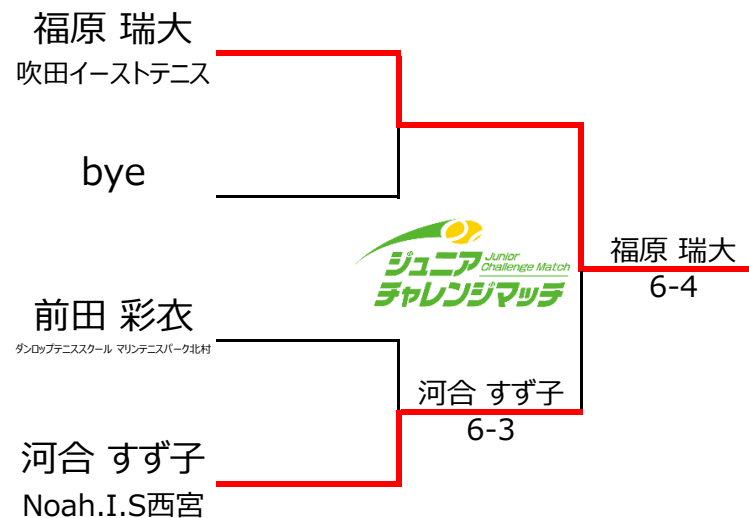 福原 瑞大
吹田イーストテニス
bye
ジュニア Junior Challenge Match
チャレンジマッチ
福原 瑞大
6-4
前田 彩衣
ダンロップテニススクール マリンテニスパーク北村
河合 すず子
6-3
河合 すず子
Noah.I.S西宮